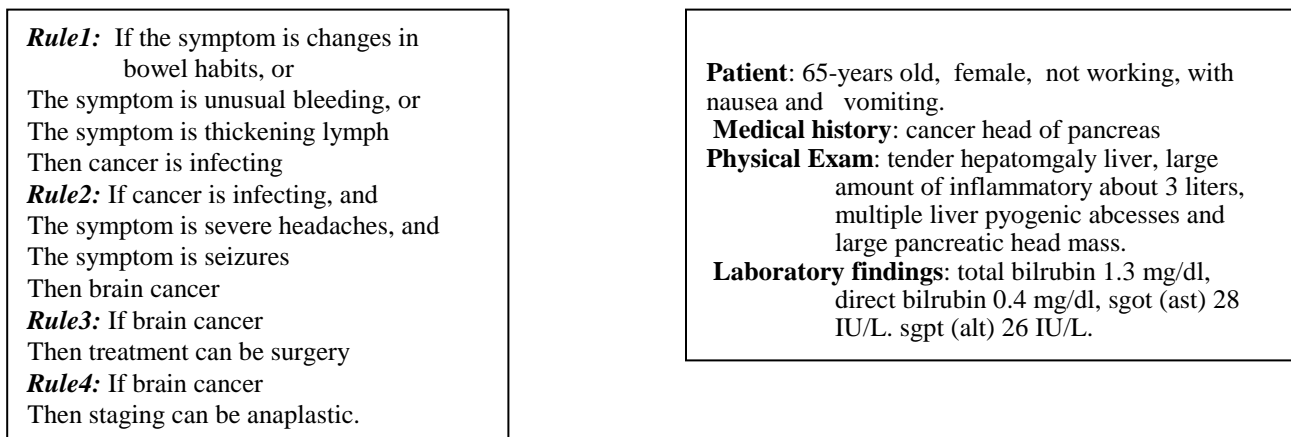 Rule1: If the symptom is changes in
bowel habits, or
The symptom is unusual bleeding, or
The symptom is thickening lymph
Then cancer is infecting
Rule2: If cancer is infecting, and
The symptom is severe headaches, and
The symptom is seizures
Then brain cancer
Rule3: If brain cancer
Then treatment can be surgery
Rule4: If brain cancer
Then staging can be anaplastic.
Patient: 65-years old, female, not working, with
nausea and vomiting.
Medical history: cancer head of pancreas
Physical Exam: tender hepatomgaly liver, large
amount of inflammatory about 3 liters,
multiple liver pyogenic abcesses and
large pancreatic head mass.
Laboratory findings: total bilrubin 1.3 mg/dl,
direct bilrubin 0.4 mg/dl, sgot (ast) 28
IU/L. sgpt (alt) 26 IU/L.